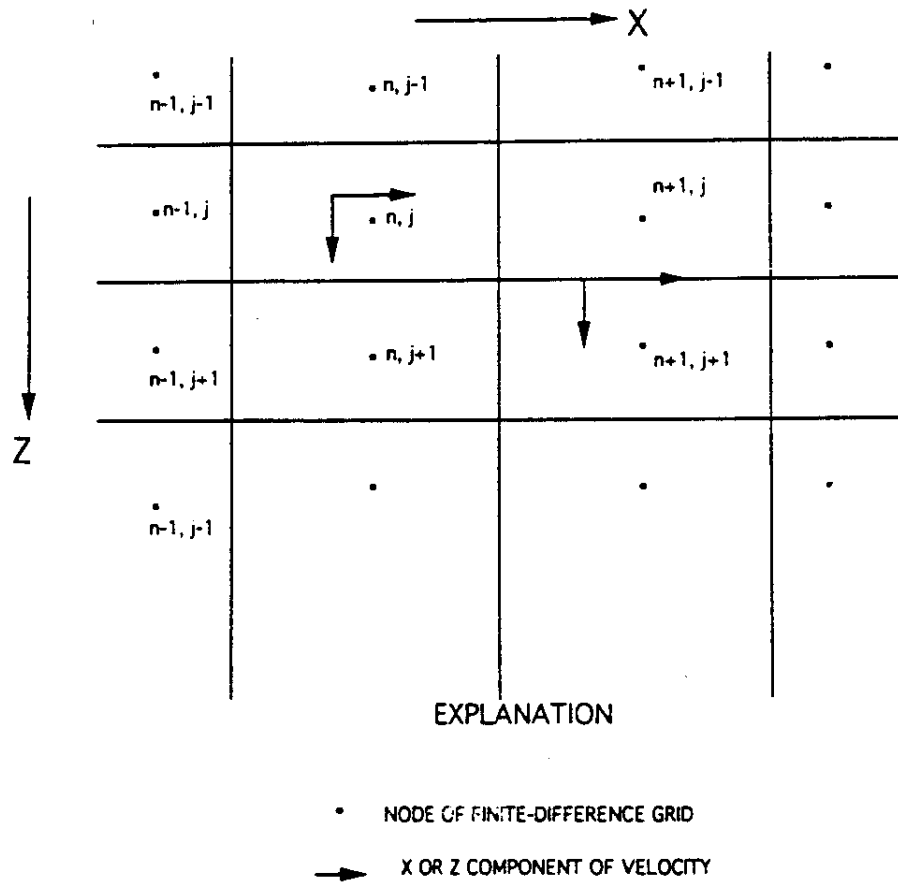 X
n-1, j-1
n, j-1
n+1, j-1
n-1, j
n, j
n+1, j
n-1, j+1
n, j+1
n+1, j+1
Z
n-1, j-1
EXPLANATION
NODE OF FINITE-DIFFERENCE GRID
X OR Z COMPONENT OF VELOCITY